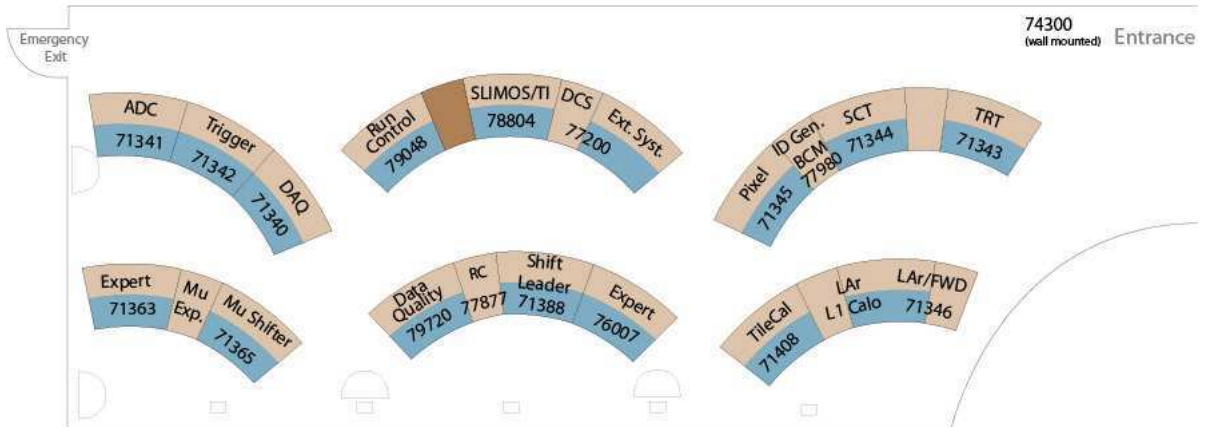 Emergency
Exit
74300
(wall mounted)
Entrance
ADC
71341
Trigger
71342
DAQ
71340
Run
Control
79048
SLIMOS/TI
78804
DCS
77200
Ext. Syst.
Pixel
71345
ID Gen.
BCM
77980
SCT
71344
TRT
71343
Expert
71363
Mu
Exp.
Mu Shifter
71365
Data
Quality
79720
RC
77877
Shift
Leader
71388
Expert
76007
TileCal
71408
LAr
L1 Calo
LAr/FWD
71346